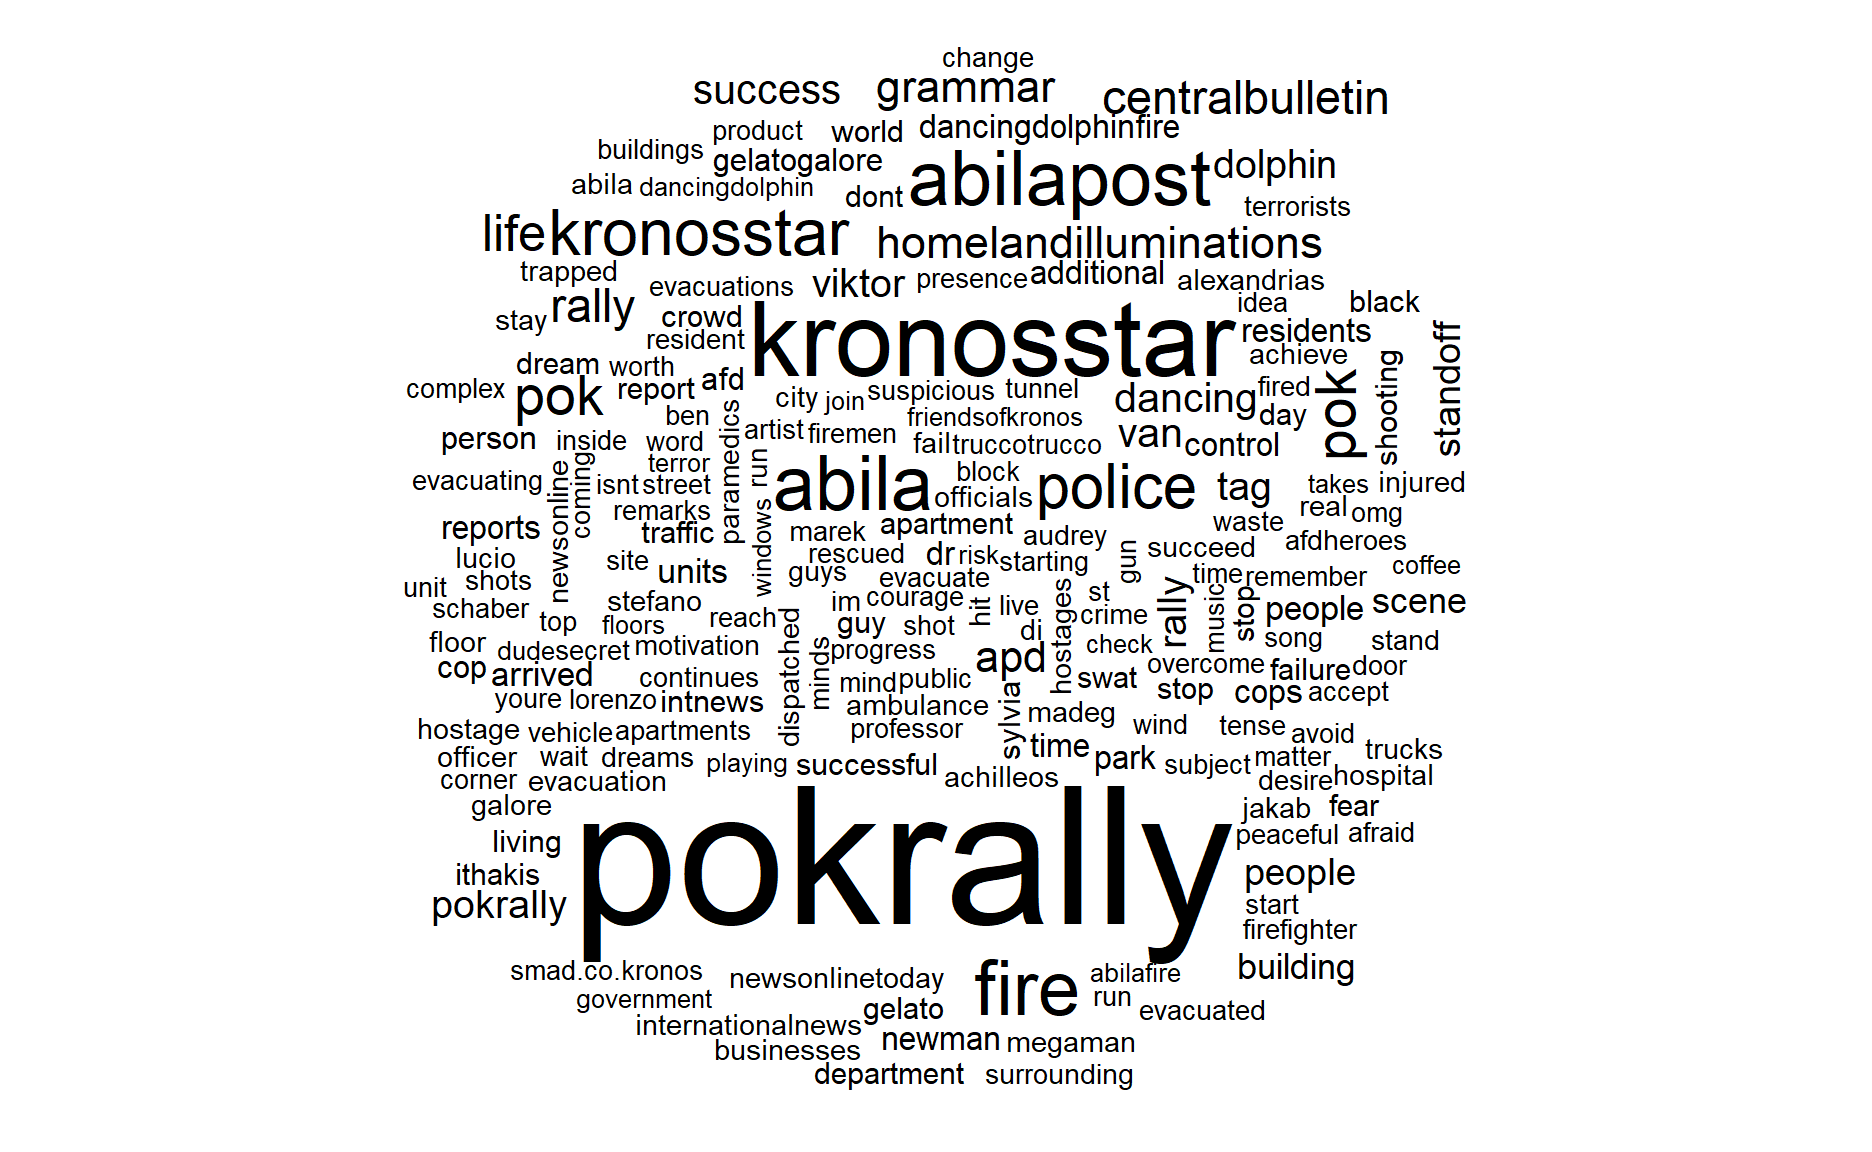 change
success grammar centralbulletin
product world dancingdolphinfire
buildings gelatogalore abilapost dolphin
abila dancingdolphin dont terrorists
life kronosstar homelandilluminations
trapped evacuations viktor presence additional alexandrias
stay rally crowd kronosstar idea black
resident residents standoff
dream worth achieve shooting
complex pok report afd city join suspicious tunnel dancing fired pok
ben paramedics artist firemen friendsofkronos day
person inside word fail truccotrucco van control
terror run abila block police
evacuating newsonline coming isnt street officials tag takes injured
remarks real omg
reports traffic windows marek apartment audrey waste afdheroes
lucio site rescued dr risk starting gun succeed
unit shots units guys evacuate time remember coffee
schaber stefano im courage hit live hostages st rally music stop people scene
top floors reach dispatched guy shot di crime song
floor dudesecret motivation minds progress apd check stand
cop arrived continues mind public sylvia swat overcome failure door
youre lorenzo intnews ambulance madeg stop cops accept
hostage vehicle apartments professor wind tense avoid
officer wait dreams playing successful time park subject matter trucks
corner evacuation achilleos desire hospital
galore pokrally jakab fear
living peaceful afraid
ithakis people
pokrally start
firefighter
smad.co.kronos newsonlinetoday fire abilafire building
government gelato run evacuated
internationalnews newman megaman
businesses
department surrounding